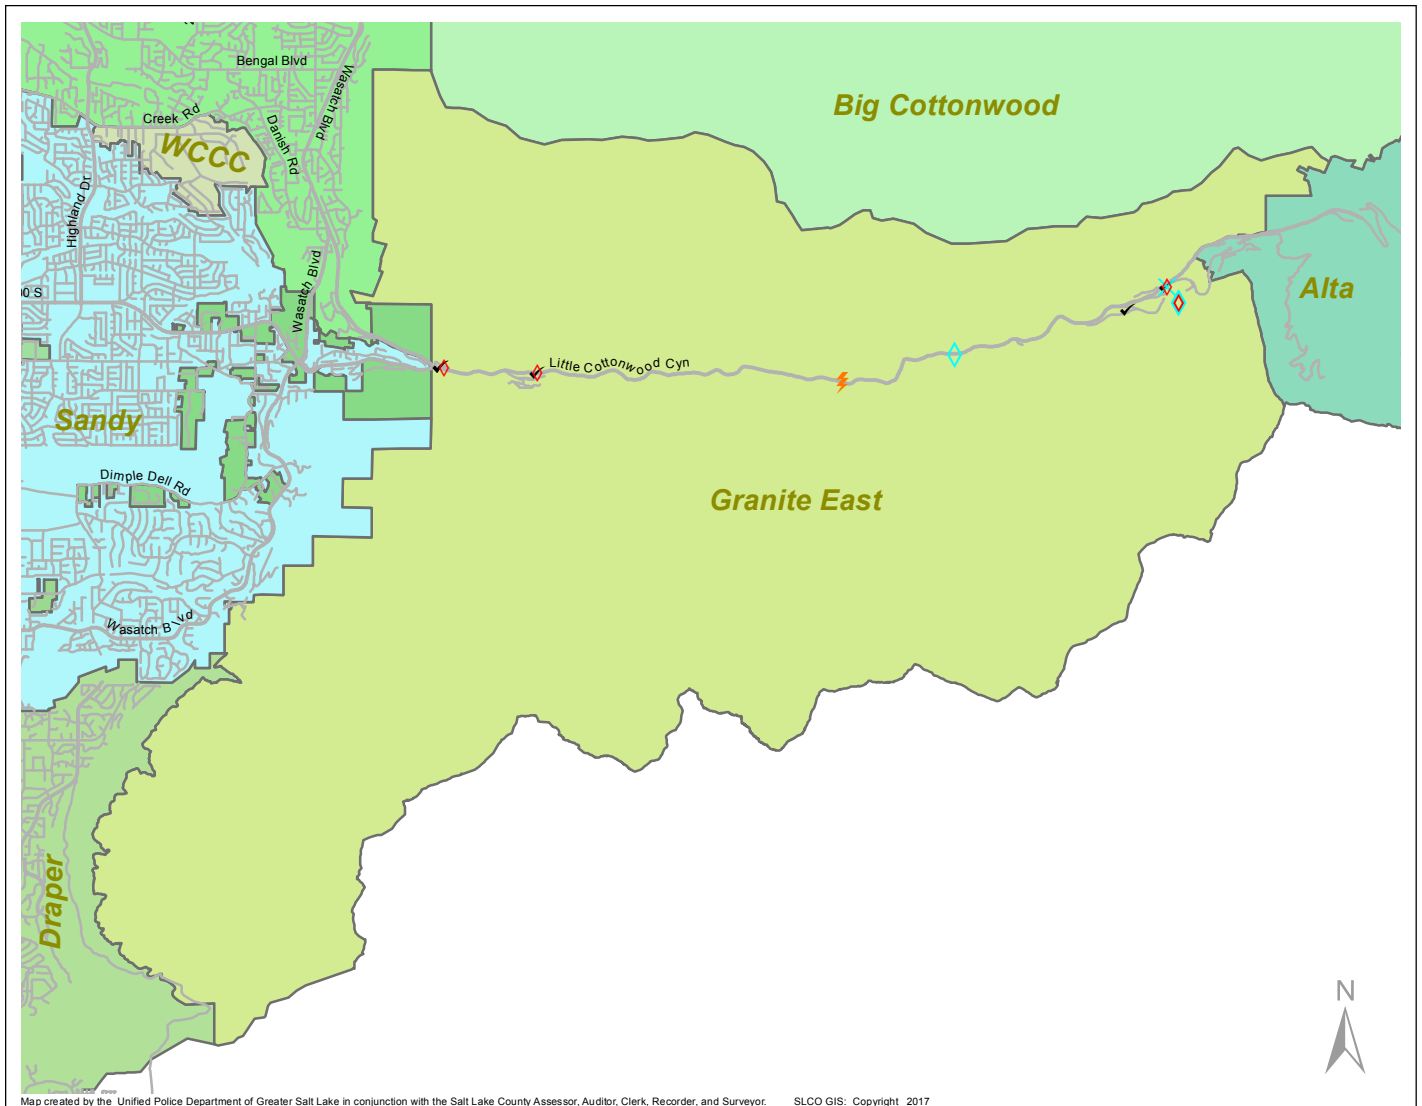 Bengal Blvd
Wasatch Blvd
Big Cottonwood
Creek Rd
Danish Rd
WCCC
Highland Dr
Wasatch Blvd
0 S
Alta
Little Cottonwood Cyn
Sandy
Dimple Dell Rd
Granite East
Wasatch Blvd
Draper
N
Map created by the Unified Police Department of Greater Salt Lake in conjunction with the Salt Lake County Assessor, Auditor, Clerk, Recorder, and Surveyor. SLCO GIS: Copyright 2017